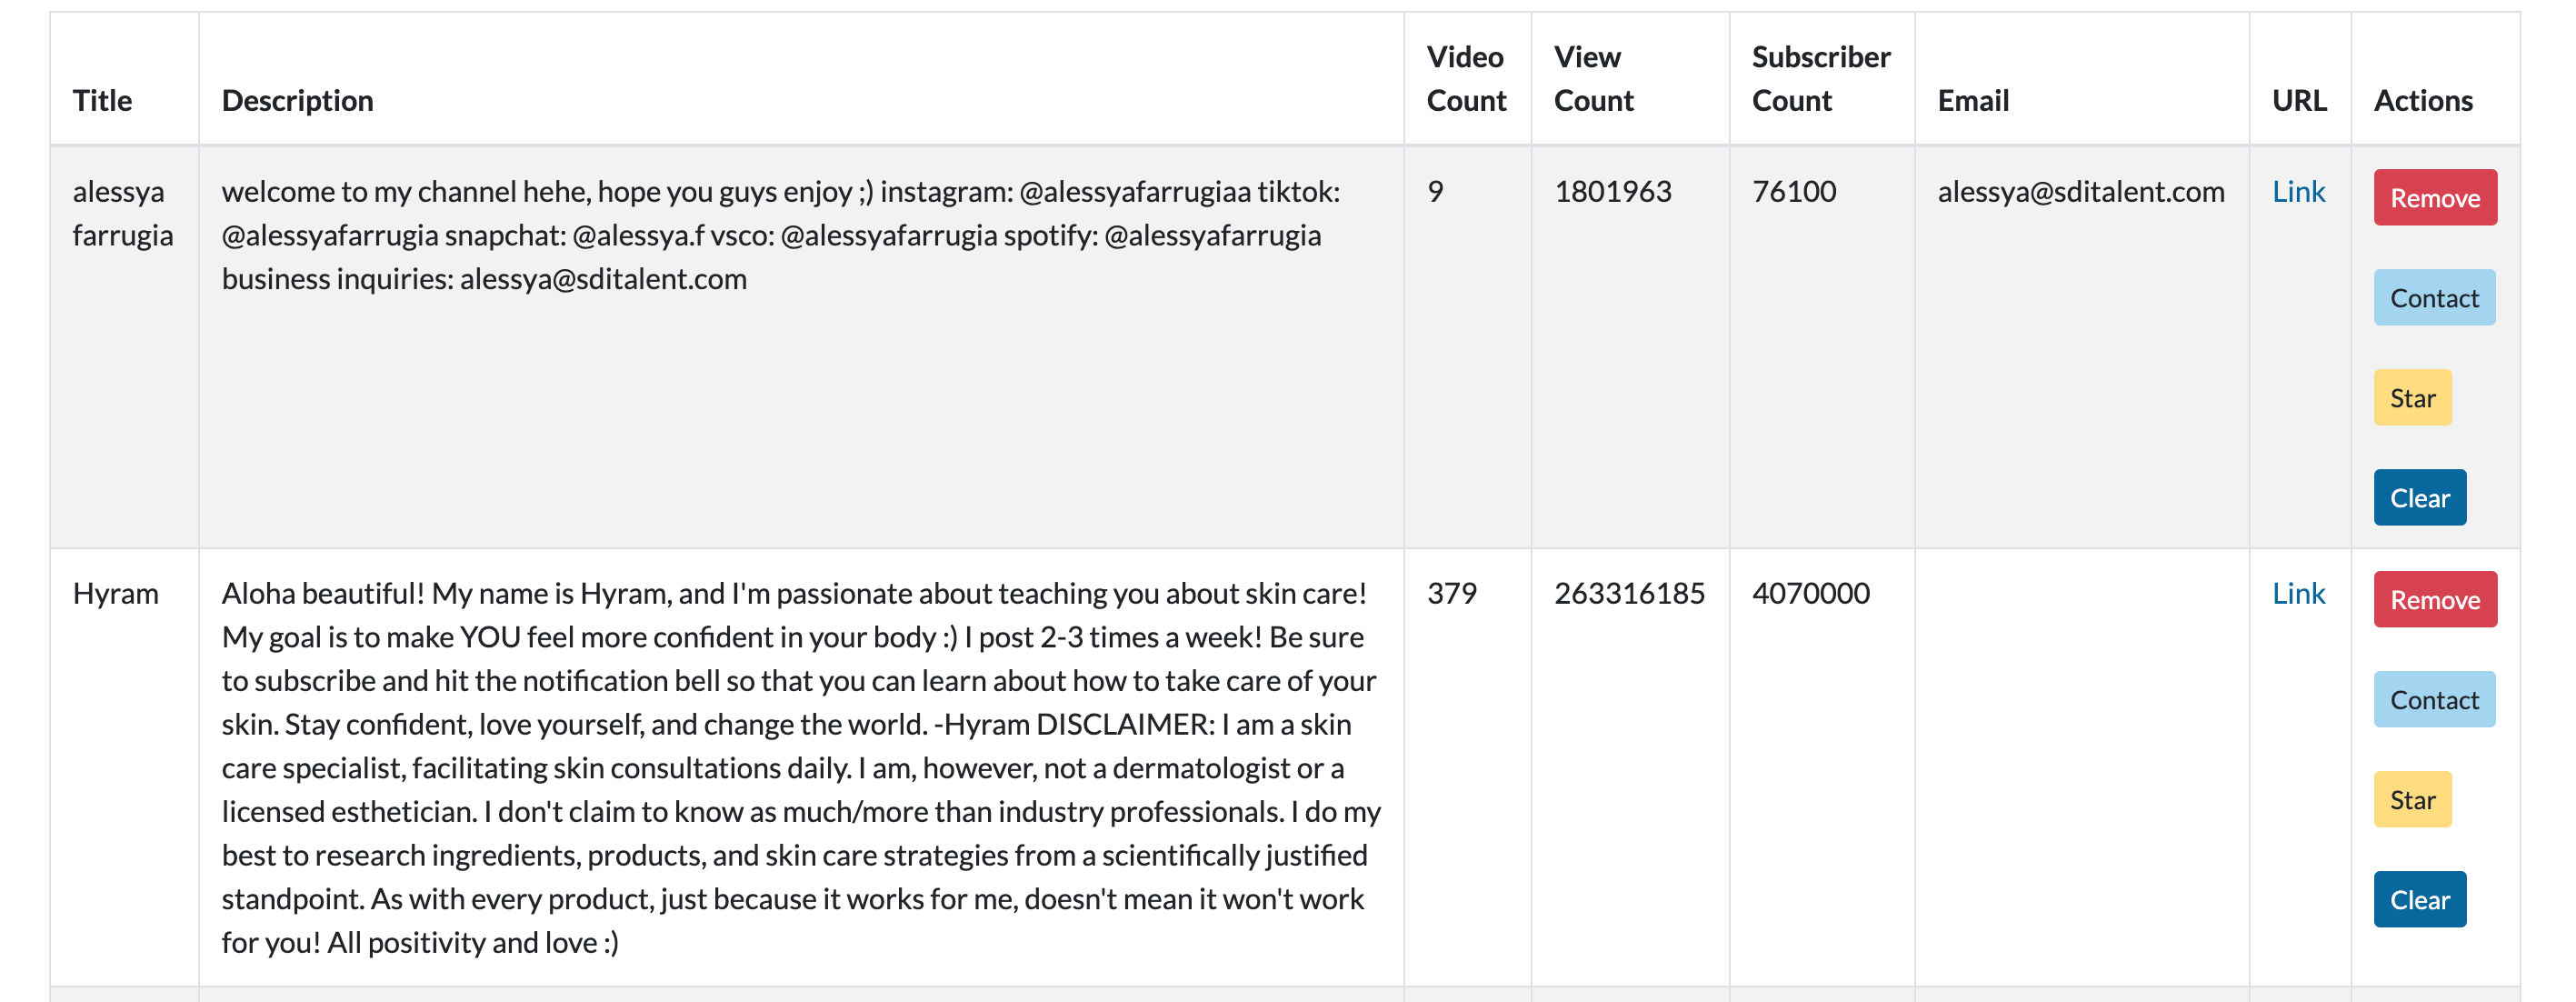 Title Description Video Count View Count Subscriber Count Email URL Actions
alessya farrugia
welcome to my channel hehe, hope you guys enjoy ;) instagram: @alessyafarrugiaa tiktok:
@alessyafarrugia snapchat: @alessya.f vsco: @alessyafarrugia spotify: @alessyafarrugia
business inquiries: alessya@sditalent.com
9
1801963
76100
alessya@sditalent.com
Link
Remove
Contact
Star
Clear
Hyram
Aloha beautiful! My name is Hyram, and I'm passionate about teaching you about skin care!
My goal is to make YOU feel more confident in your body :) I post 2-3 times a week! Be sure
to subscribe and hit the notification bell so that you can learn about how to take care of your
skin. Stay confident, love yourself, and change the world. -Hyram DISCLAIMER: I am a skin
care specialist, facilitating skin consultations daily. I am, however, not a dermatologist or a
licensed esthetician. I don't claim to know as much/more than industry professionals. I do my
best to research ingredients, products, and skin care strategies from a scientifically justified
standpoint. As with every product, just because it works for me, doesn't mean it won't work
for you! All positivity and love :)
379
263316185
4070000
Link
Remove
Contact
Star
Clear